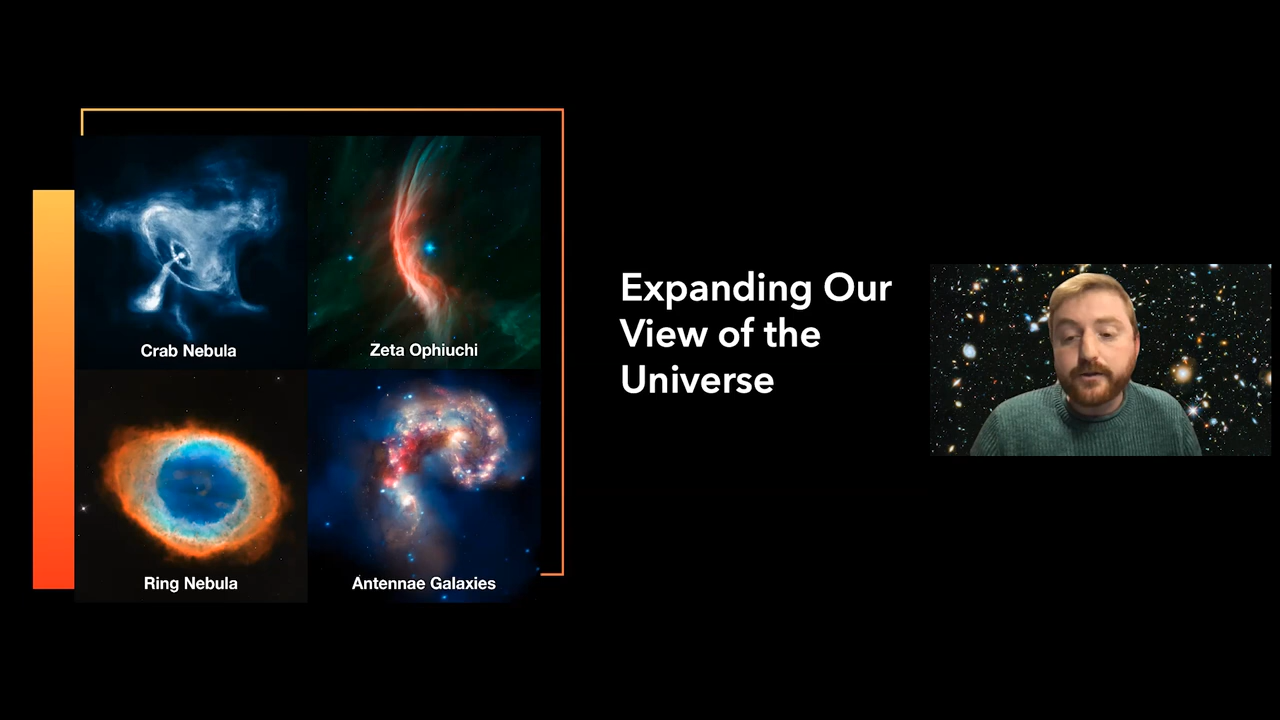 Crab Nebula
Zeta Ophiuchi
Ring Nebula
Antennae Galaxies
Expanding Our
View of the
Universe